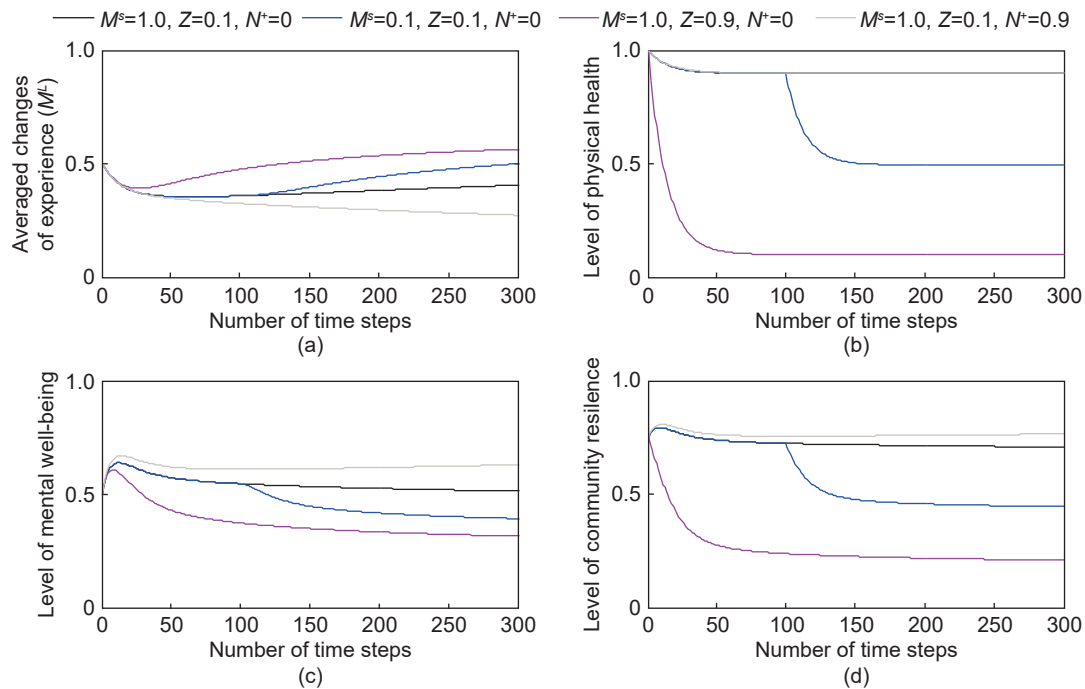 Mˢ=1.0, Z=0.1, N⁺=0 Mˢ=0.1, Z=0.1, N⁺=0 Mˢ=1.0, Z=0.9, N⁺=0 Mˢ=1.0, Z=0.1, N⁺=0.9
Averaged changes
of experience (Mᴸ)
1.0
0.5
0
0 50 100 150 200 250 300
Number of time steps
(a)
Level of physical health
1.0
0.5
0
0 50 100 150 200 250 300
Number of time steps
(b)
Level of mental well-being
1.0
0.5
0
0 50 100 150 200 250 300
Number of time steps
(c)
Level of community resilence
1.0
0.5
0
0 50 100 150 200 250 300
Number of time steps
(d)